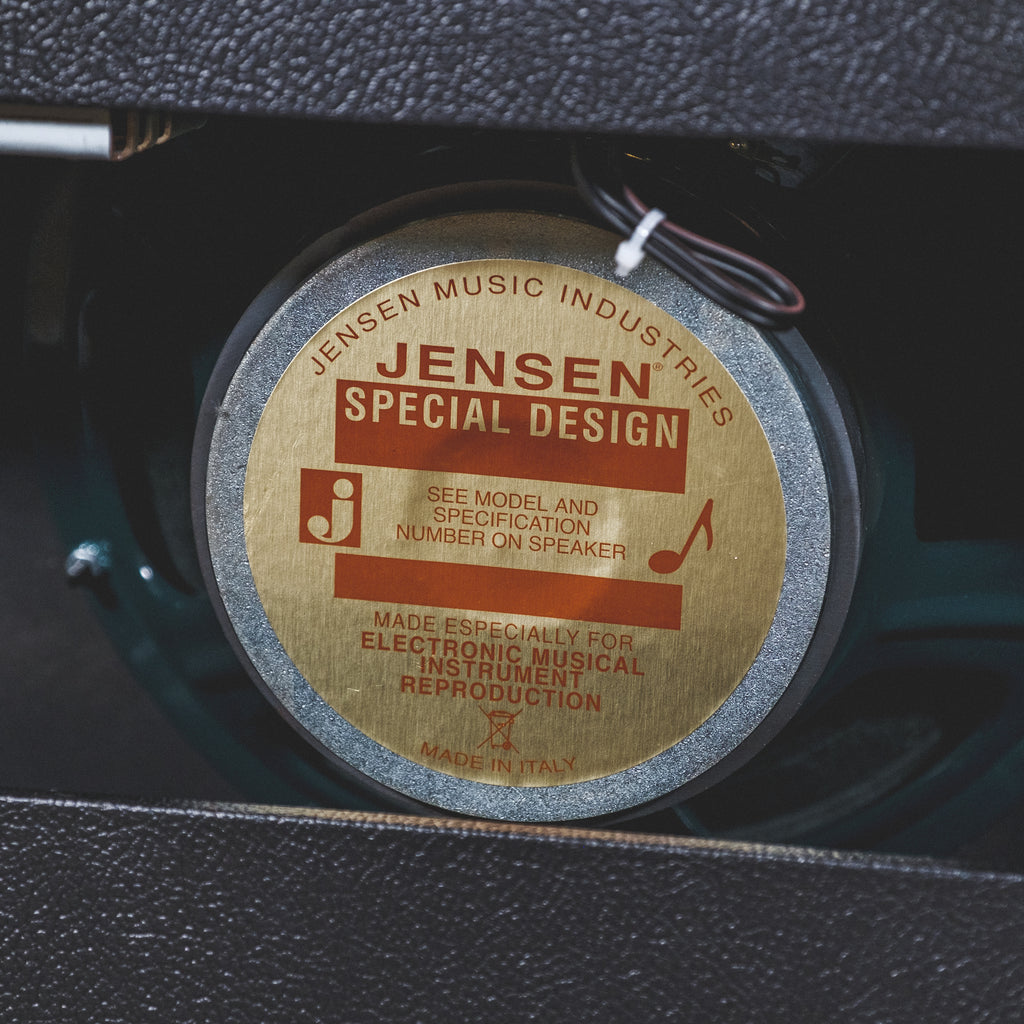 JENSEN MUSIC INDUSTRIES
JENSEN®
SPECIAL DESIGN
j
SEE MODEL AND
SPECIFICATION
NUMBER ON SPEAKER
MADE ESPECIALLY FOR
ELECTRONIC MUSICAL
INSTRUMENT
REPRODUCTION
MADE IN ITALY